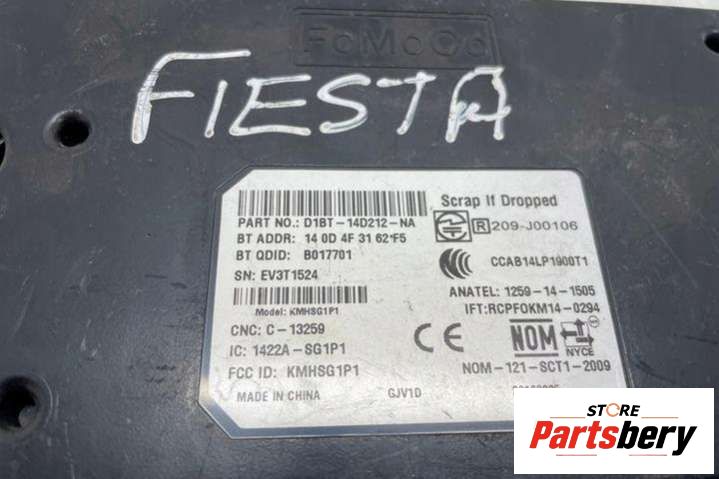 FoMoCo
FIESTA
Scrap If Dropped
PART NO.: D1BT-14D212-NA
R 209-J00106
BT ADDR: 14 0D 4F 31 62 F5
BT QDID: B017701
CCAB14LP1900T1
SN: EV3T1524
ANATEL: 1259-14-1505
Model: KMHSG1P1
IFT:RCPFOKM14-0294
CNC: C-13259
CE
NOM
NYCE
IC: 1422A-SG1P1
FCC ID: KMHSG1P1
NOM-121-SCT1-2009
MADE IN CHINA
GJV1D
STORE
Partsbery